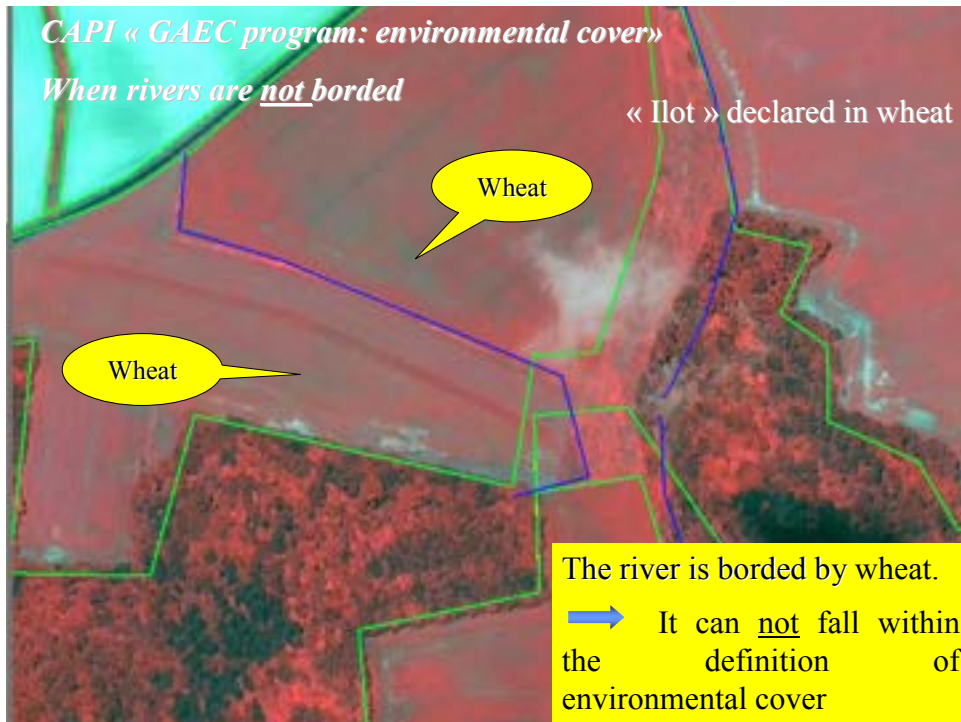 CAPI « GAEC program: environmental cover»
When rivers are not borded
« Ilot » declared in wheat
Wheat
Wheat
The river is borded by wheat.
It can not fall within
the definition of
environmental cover